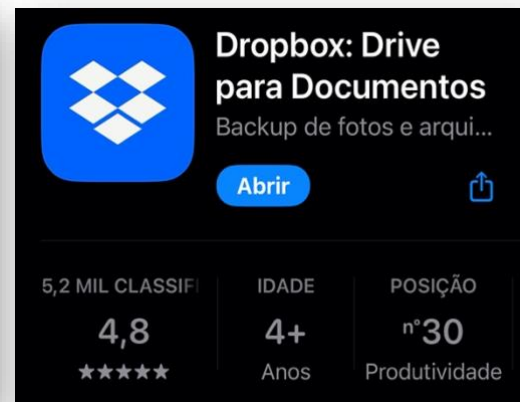 Dropbox: Drive
para Documentos
Backup de fotos e arqui...
Abrir
5,2 MIL CLASSIFI
IDADE
POSIÇÃO
4,8
4+
n°30
★★★★★
Anos
Produtividade